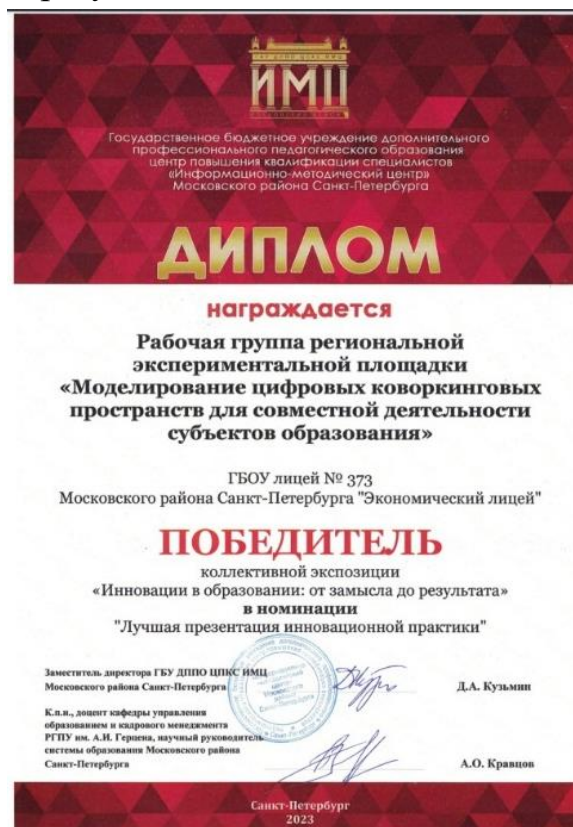 ИМЦ
Государственное бюджетное учреждение дополнительного
профессионального педагогического образования
центр повышения квалификации специалистов
«Информационно-методический центр»
Московского района Санкт-Петербурга
ДИПЛОМ
награждается
Рабочая группа региональной
экспериментальной площадки
«Моделирование цифровых коворкинговых
пространств для совместной деятельности
субъектов образования»
ГБОУ лицей № 373
Московского района Санкт-Петербурга "Экономический лицей"
ПОБЕДИТЕЛЬ
коллективной экспозиции
«Инновации в образовании: от замысла до результата»
в номинации
"Лучшая презентация инновационной практики"
Заместитель директора ГБУ ДППО ЦПКС ИМЦ
Московского района Санкт-Петербурга
Д.А. Кузьмин
К.п.н., доцент кафедры управления
образованием и кадрового менеджмента
РГПУ им. А.И. Герцена, научный руководитель
системы образования Московского района
Санкт-Петербурга
А.О. Кравцов
Санкт-Петербург
2023